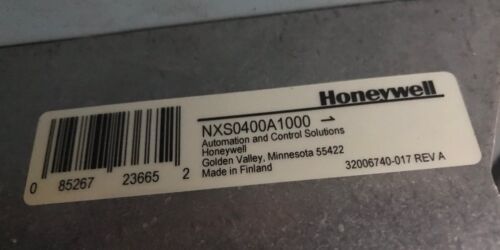 Honeywell
NXS0400A1000
Automation and Control Solutions
Honeywell
Golden Valley, Minnesota 55422
Made in Finland
32006740-017 REV A
0 85267 23665 2